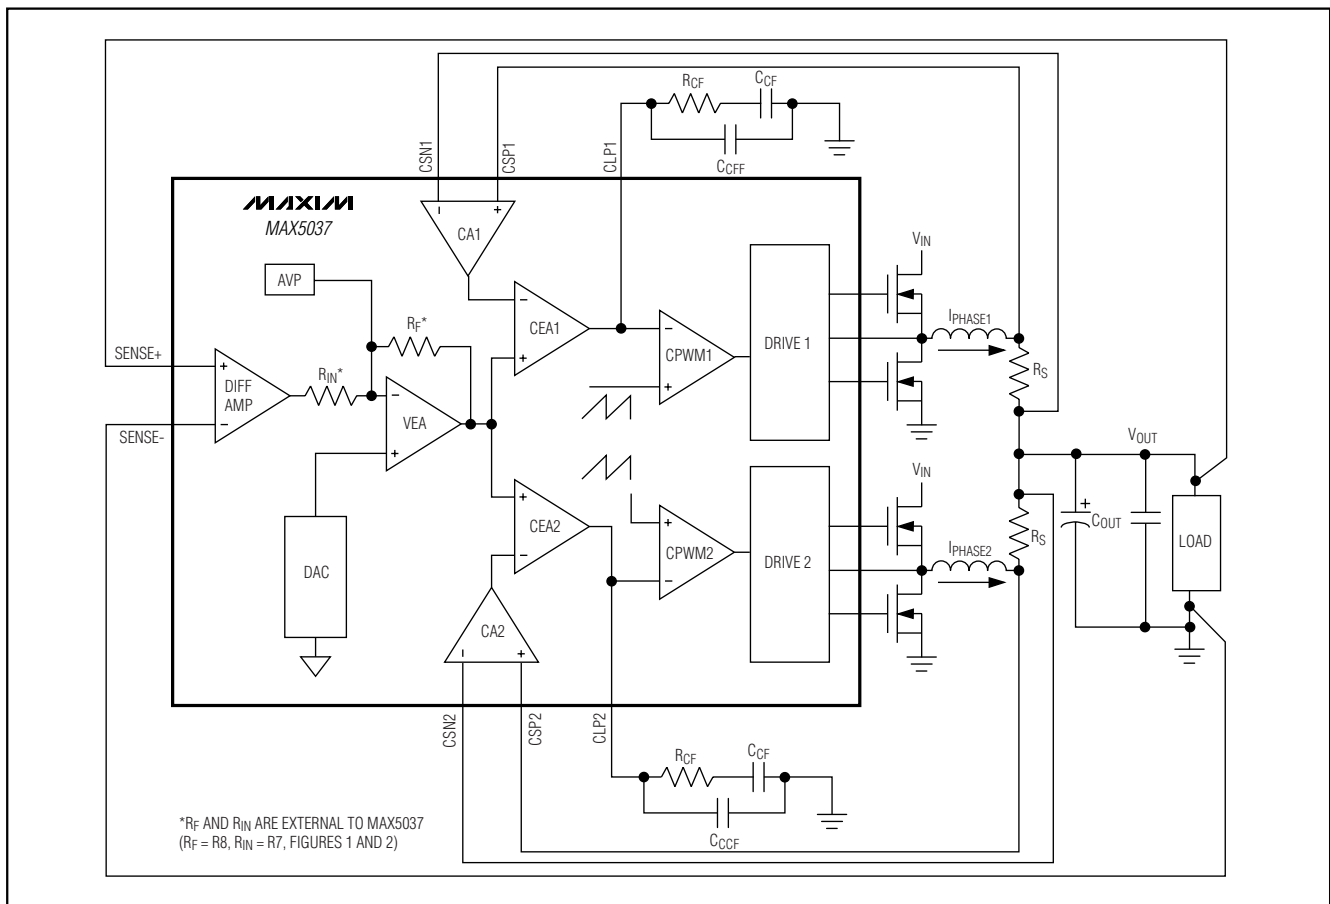 RCF
CCF
CCFF
CSN1
CSP1
CLP1
MAXIM
MAX5037
CA1
AVP
RF*
CEA1
CPWM1
DRIVE 1
VIN
IPHASE1
RS
SENSE+
DIFF
AMP
RIN*
VEA
SENSE-
VOUT
VIN
CEA2
CPWM2
DRIVE 2
IPHASE2
RS
COUT
LOAD
DAC
CA2
CSN2
CSP2
CLP2
RCF
CCF
CCCF
*RF AND RIN ARE EXTERNAL TO MAX5037
(RF = R8, RIN = R7, FIGURES 1 AND 2)